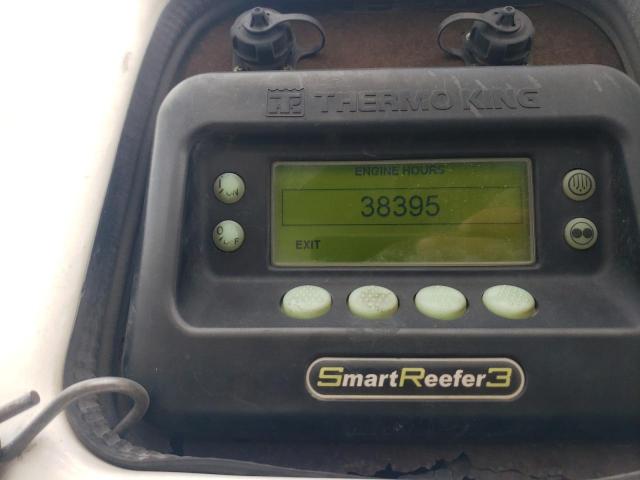 THERMO KING
ENGINE HOURS
38395
EXIT
SmartReefer3